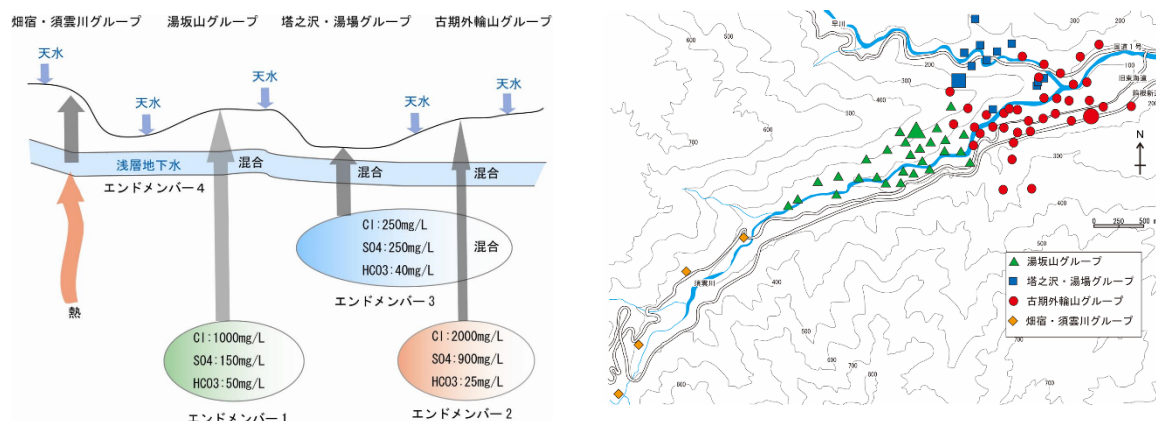 畑宿・須雲川グループ
湯坂山グループ
塔之沢・湯場グループ
古期外輪山グループ
天水
天水
天水
天水
天水
浅層地下水
混合
混合
混合
エンドメンバー4
熱
Cl:250mg/L
SO4:250mg/L
HCO3:40mg/L
混合
エンドメンバー3
Cl:1000mg/L
SO4:150mg/L
HCO3:50mg/L
エンドメンバー1
Cl:2000mg/L
SO4:900mg/L
HCO3:25mg/L
エンドメンバー2
早川
国道1号
旧東海道
須雲川
N
0 250 500 m
湯坂山グループ
塔之沢・湯場グループ
古期外輪山グループ
畑宿・須雲川グループ